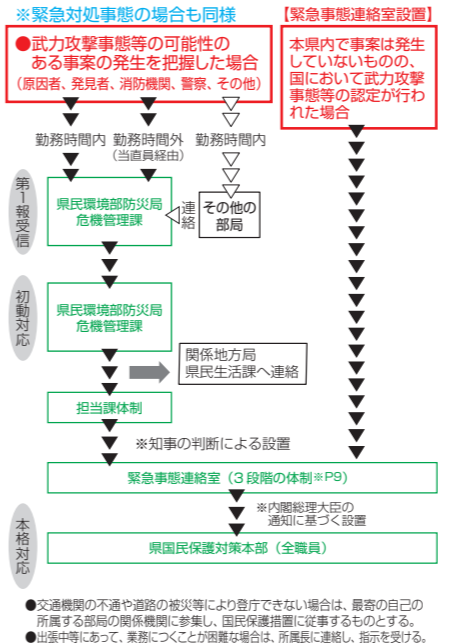 ※緊急対処事態の場合も同様
【緊急事態連絡室設置】
●武力攻撃事態等の可能性の
ある事案の発生を把握した場合
（原因者、発見者、消防機関、警察、その他）
本県内で事案は発生
していないものの、
国において武力攻撃
事態等の認定が行わ
れた場合
勤務時間内
勤務時間外
（当直員経由）
勤務時間内
第1報受信
県民環境部防災局
危機管理課
連絡
その他の
部局
初動対応
県民環境部防災局
危機管理課
関係地方局
県民生活課へ連絡
担当課体制
※知事の判断による設置
緊急事態連絡室（3段階の体制※P9）
※内閣総理大臣の
通知に基づく設置
本格対応
県国民保護対策本部（全職員）
●交通機関の不通や道路の被災等により登庁できない場合は、最寄の自己の
所属する部局の関係機関に参集し、国民保護措置に従事するものとする。
●出張中等にあって、業務につくことが困難な場合は、所属長に連絡し、指示を受ける。